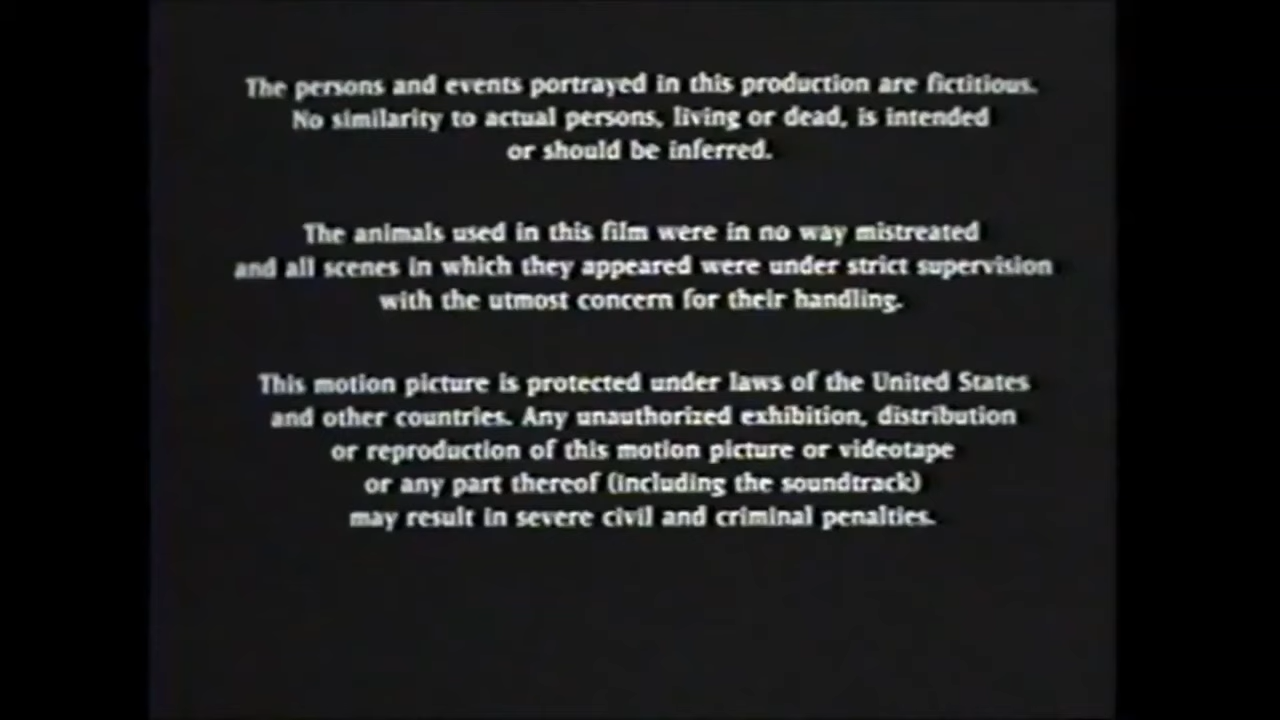 The persons and events portrayed in this production are fictitious.
No similarity to actual persons, living or dead, is intended
or should be inferred.
The animals used in this film were in no way mistreated
and all scenes in which they appeared were under strict supervision
with the utmost concern for their handling.
This motion picture is protected under laws of the United States
and other countries. Any unauthorized exhibition, distribution
or reproduction of this motion picture or videotape
or any part thereof (including the soundtrack)
may result in severe civil and criminal penalties.